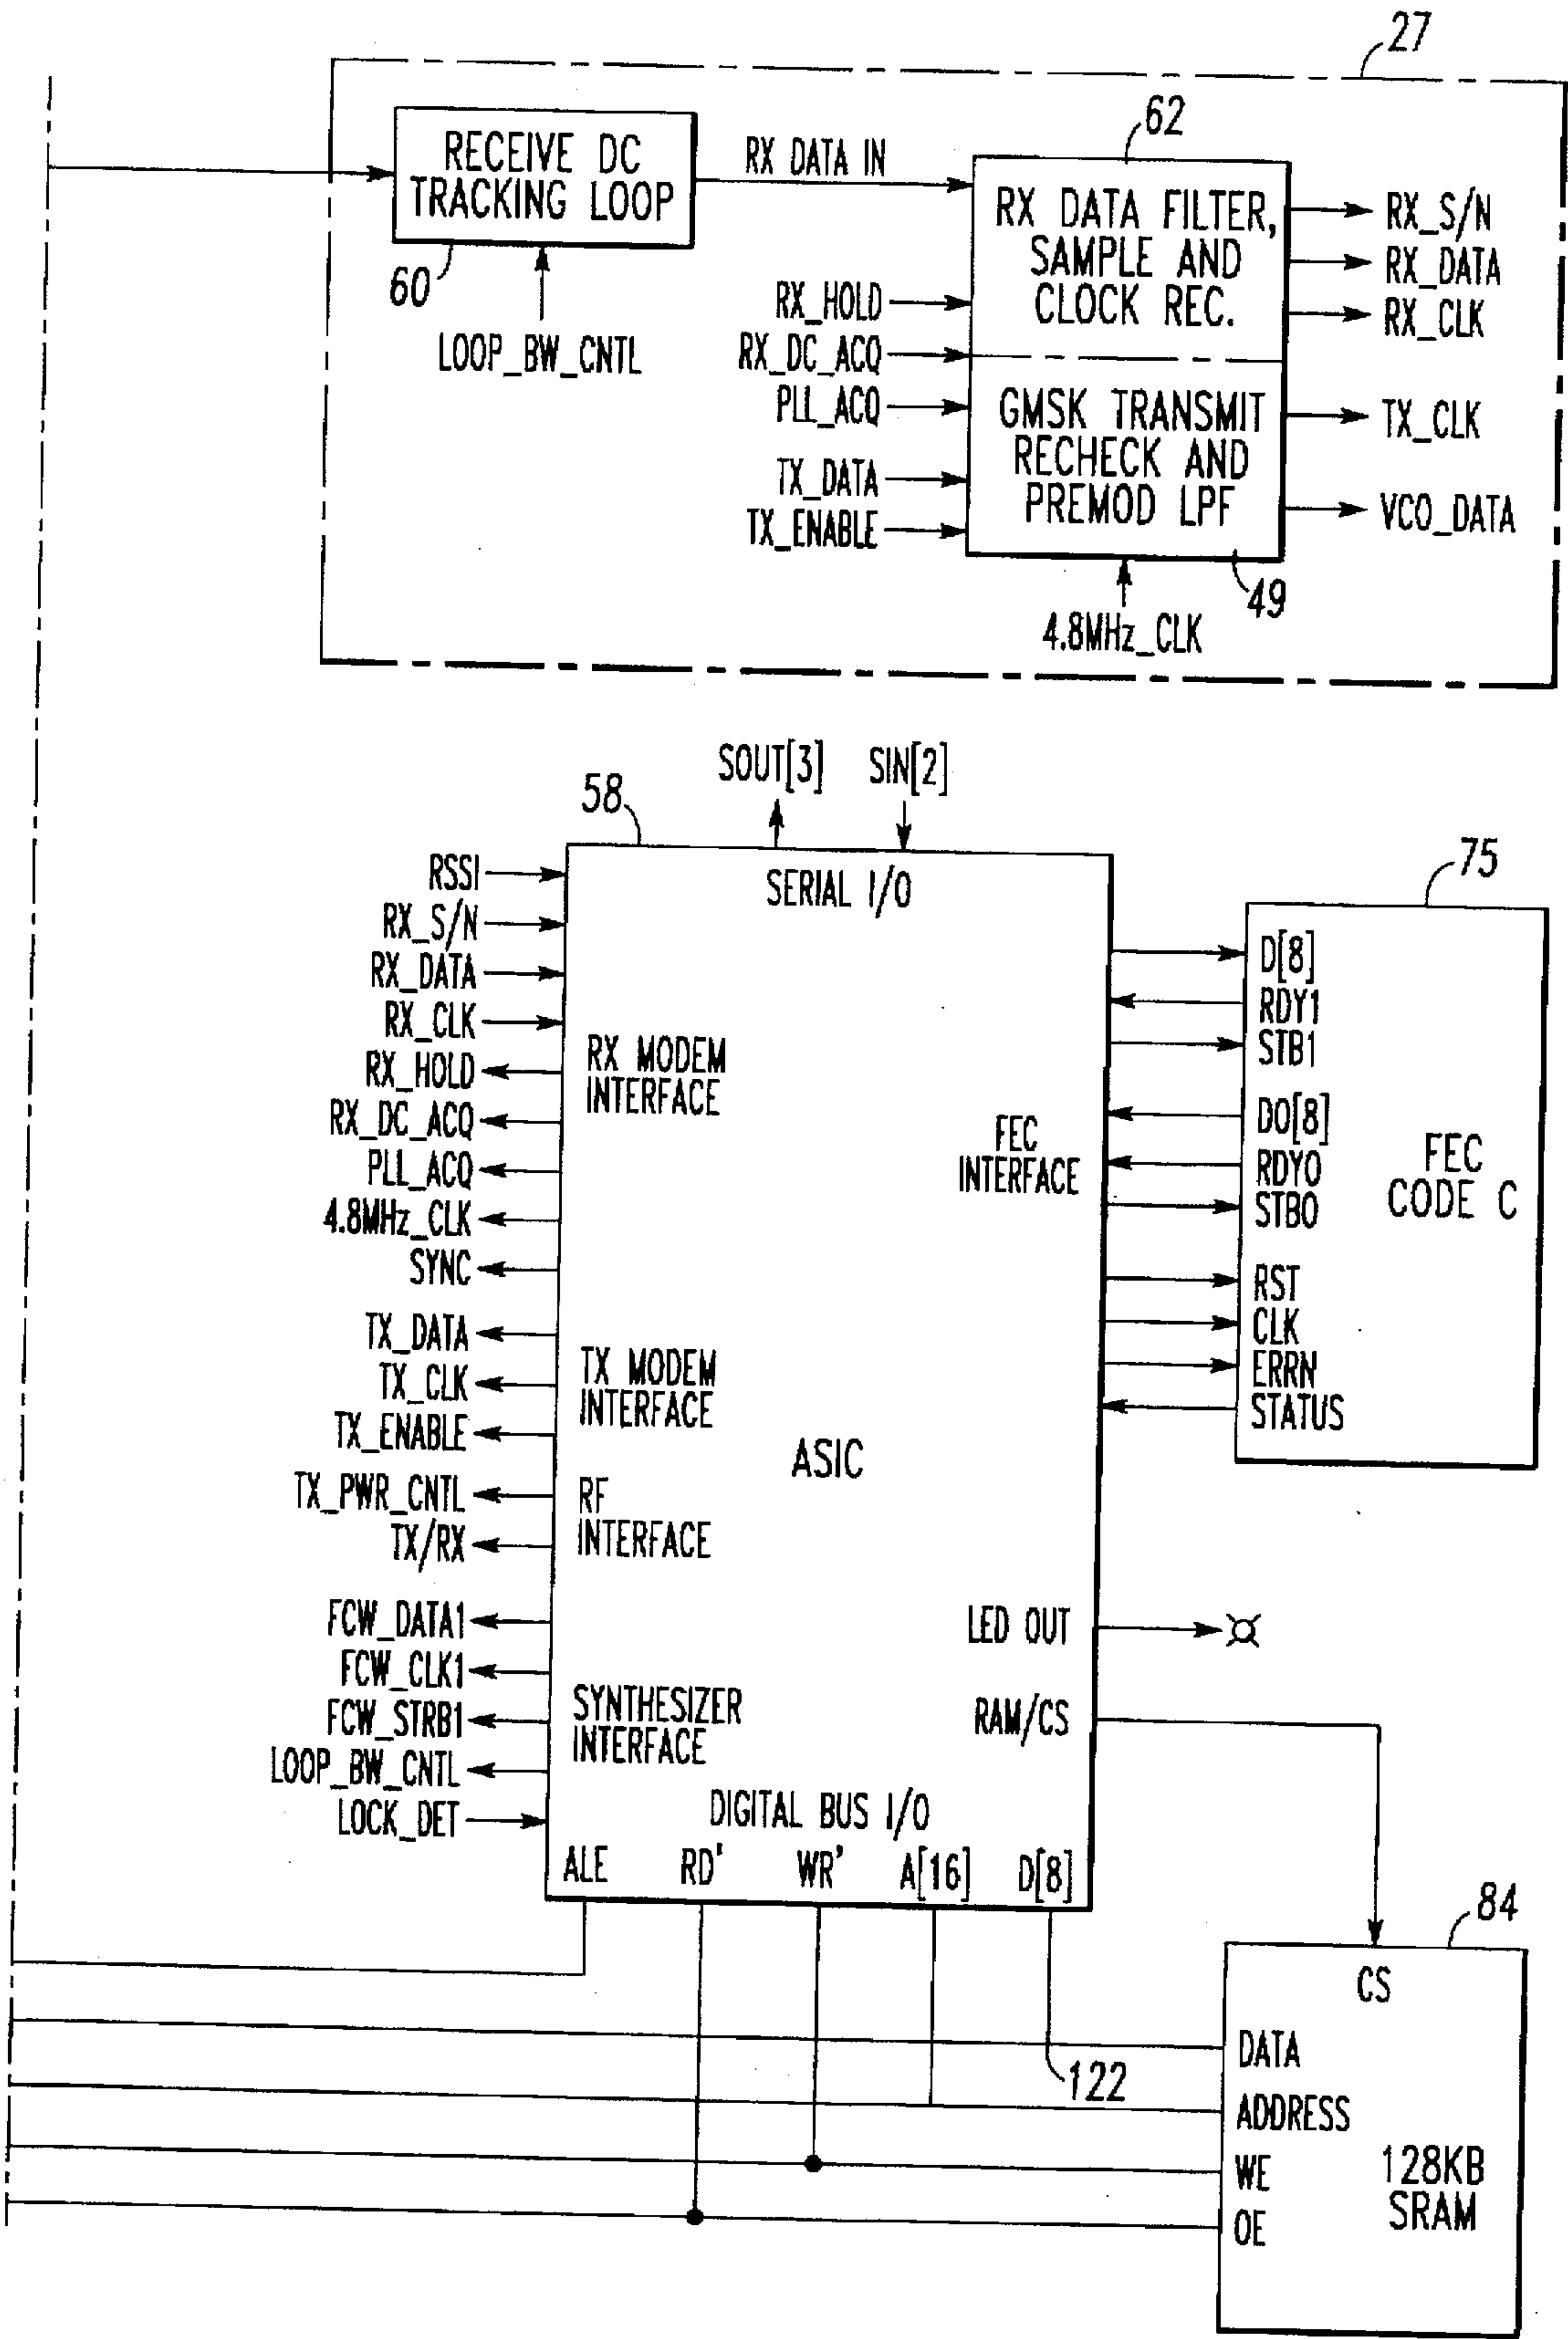 27
RECEIVE DC
TRACKING LOOP
60
LOOP_BW_CNTL
RX DATA IN
62
RX DATA FILTER,
SAMPLE AND
CLOCK REC.
GMSK TRANSMIT
RECHECK AND
PREMOD LPF
49
RX_HOLD
RX_DC_ACQ
PLL_ACQ
TX_DATA
TX_ENABLE
4.8MHz_CLK
RX_S/N
RX_DATA
RX_CLK
TX_CLK
VCO_DATA
SOUT[3]
SIN[2]
58
SERIAL I/O
RSSI
RX_S/N
RX_DATA
RX_CLK
RX_HOLD
RX_DC_ACQ
PLL_ACQ
4.8MHz_CLK
SYNC
TX_DATA
TX_CLK
TX_ENABLE
TX_PWR_CNTL
TX/RX
FCW_DATA1
FCW_CLK1
FCW_STRB1
LOOP_BW_CNTL
LOCK_DET
RX MODEM
INTERFACE
TX MODEM
INTERFACE
ASIC
RF
INTERFACE
SYNTHESIZER
INTERFACE
FEC
INTERFACE
LED OUT
RAM/CS
DIGITAL BUS I/O
ALE
RD'
WR'
A[16]
D[8]
122
75
D[8]
RDY1
STB1
DO[8]
RDYO
STBO
RST
CLK
ERRN
STATUS
FEC
CODE C
84
CS
DATA
ADDRESS
WE
OE
128KB
SRAM